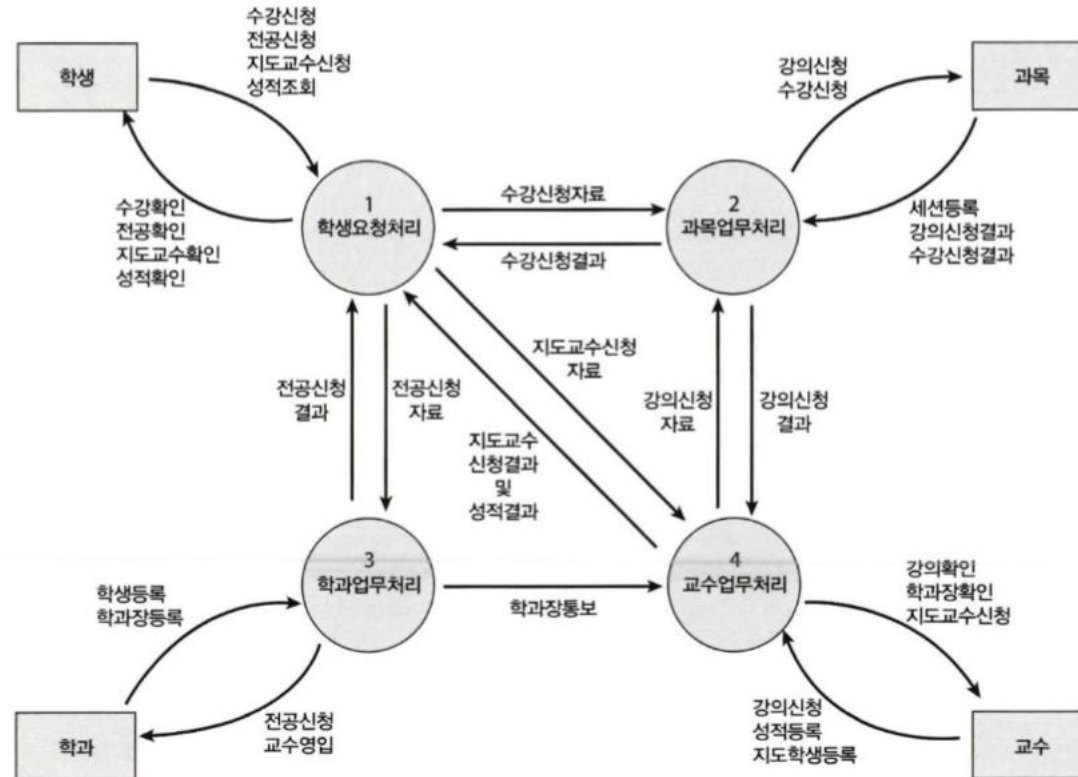 수강신청
전공신청
지도교수신청
성적조회
학생
강의신청
수강신청
과목
수강확인
전공확인
지도교수확인
성적확인
1
학생요청처리
수강신청자료
수강신청결과
2
과목업무처리
세션등록
강의신청결과
수강신청결과
전공신청
결과
전공신청
자료
지도교수신청
자료
지도교수
신청결과
및
성적결과
강의신청
자료
강의신청
결과
3
학과업무처리
학과장통보
4
교수업무처리
학생등록
학과장등록
강의확인
학과장확인
지도교수신청
학과
전공신청
교수영입
강의신청
성적등록
지도학생등록
교수